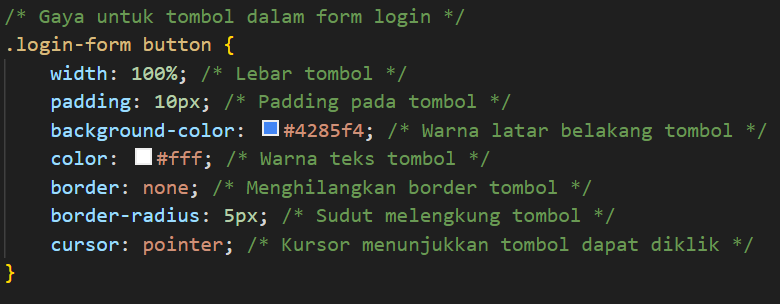 /* Gaya untuk tombol dalam form login */
.login-form button {
    width: 100%; /* Lebar tombol */
    padding: 10px; /* Padding pada tombol */
    background-color: #4285f4; /* Warna latar belakang tombol */
    color: #fff; /* Warna teks tombol */
    border: none; /* Menghilangkan border tombol */
    border-radius: 5px; /* Sudut melengkung tombol */
    cursor: pointer; /* Kursor menunjukkan tombol dapat diklik */
}